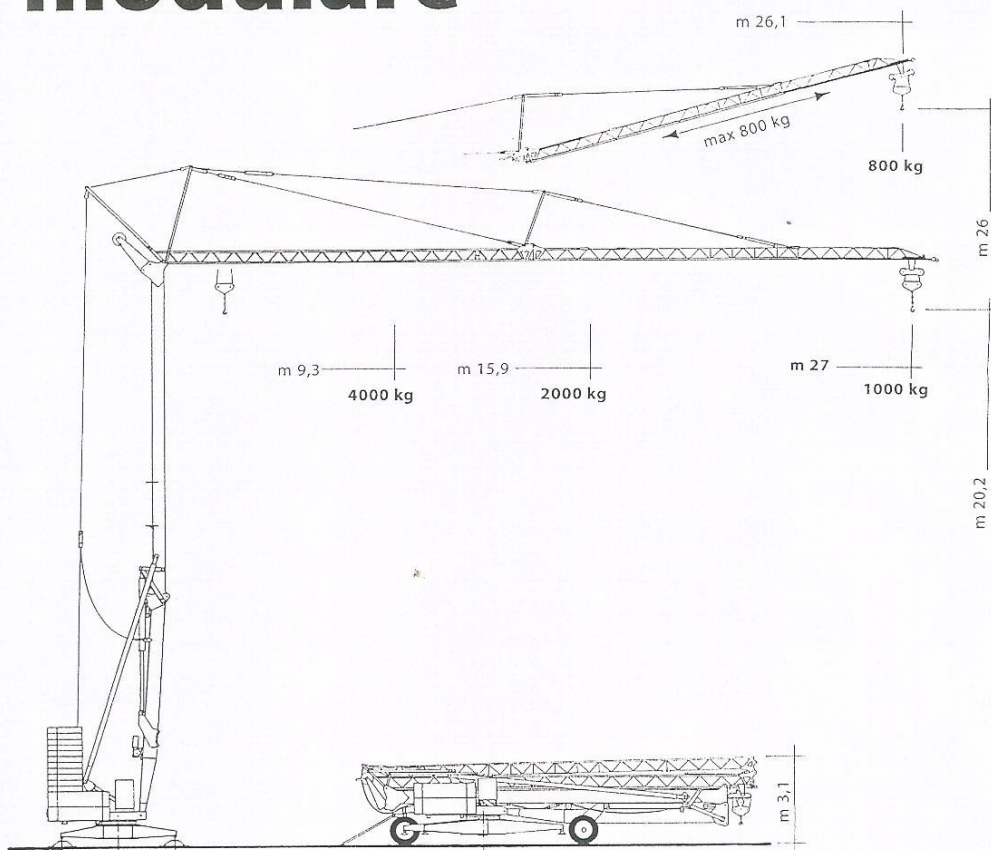 modulare
m 26,1
max 800 kg
800 kg
m 26
m 9,3
4000 kg
m 15,9
2000 kg
m 27
1000 kg
m 20,2
m 3,1